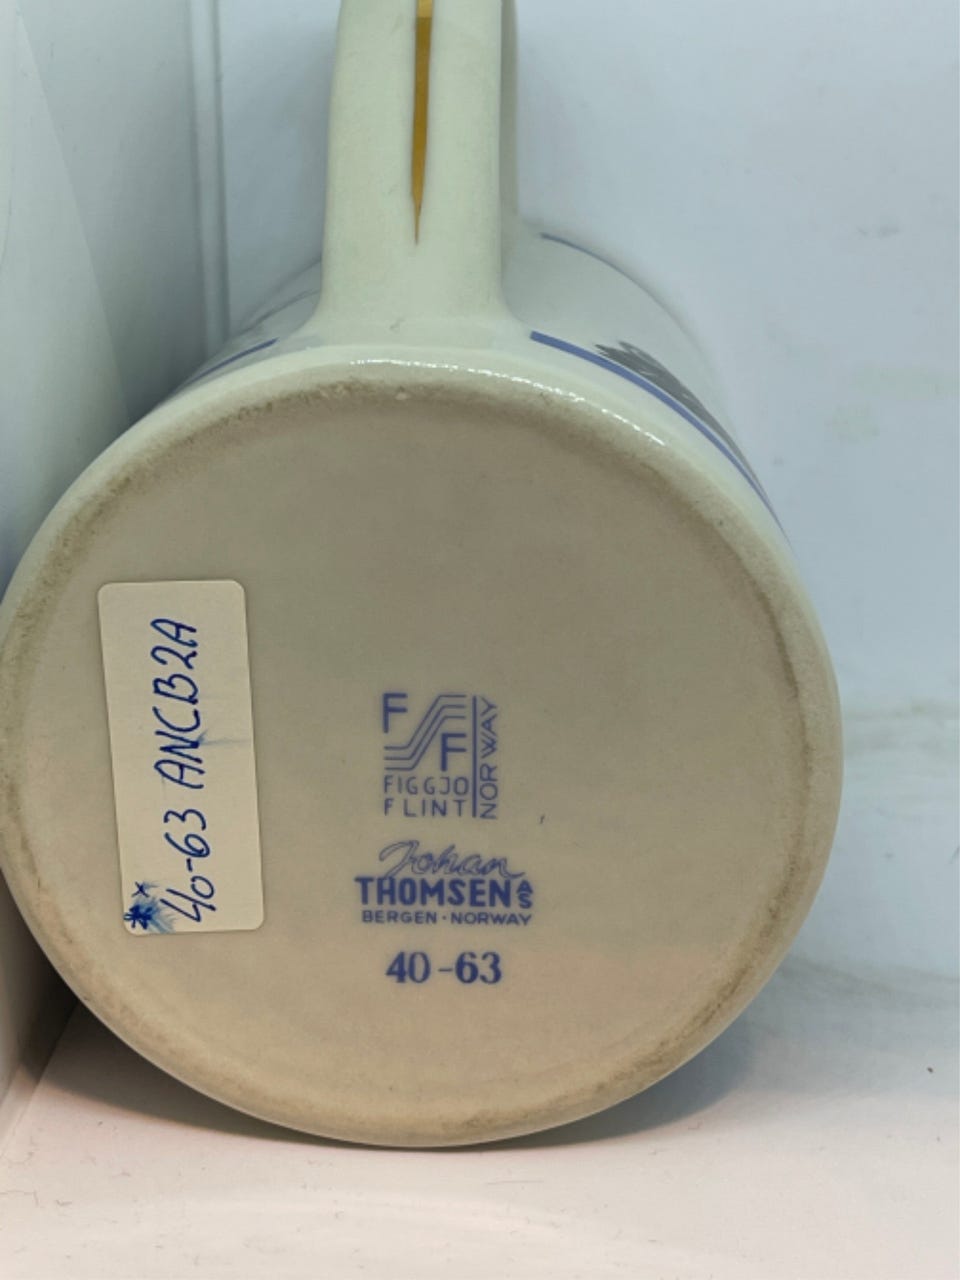 F
F
FIGGJO
FLINT
NORWAY
Johan
THOMSEN A/S
BERGEN · NORWAY
40-63
40-63 ANCB2A